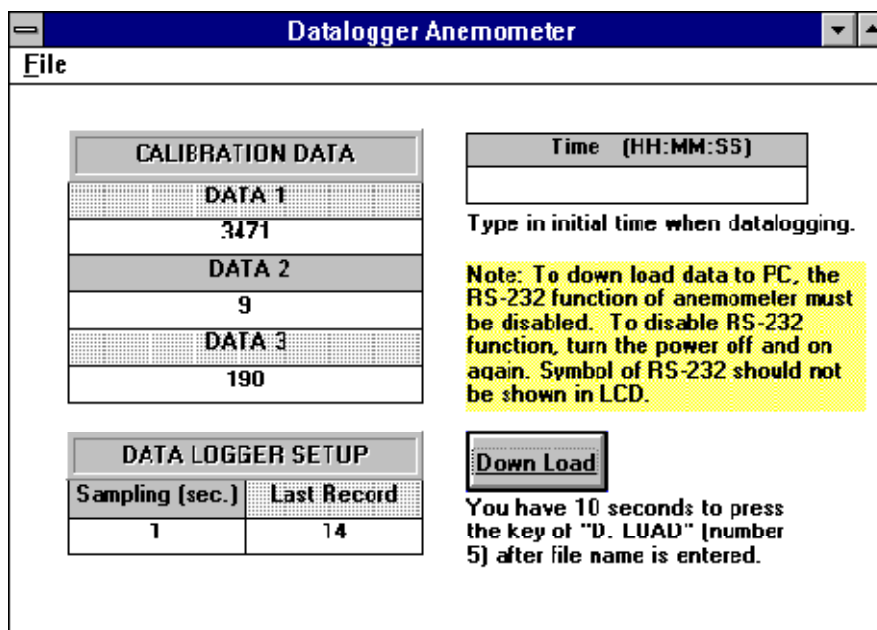 Datalogger Anemometer
File
CALIBRATION DATA
DATA 1
3471
DATA 2
9
DATA 3
190
DATA LOGGER SETUP
Sampling (sec.) Last Record
1 14
Time (HH:MM:SS)
Type in initial time when datalogging.
Note: To down load data to PC, the
RS-232 function of anemometer must
be disabled. To disable RS-232
function, turn the power off and on
again. Symbol of RS-232 should not
be shown in LCD.
Down Load
You have 10 seconds to press
the key of "D. LOAD" (number
5) after file name is entered.